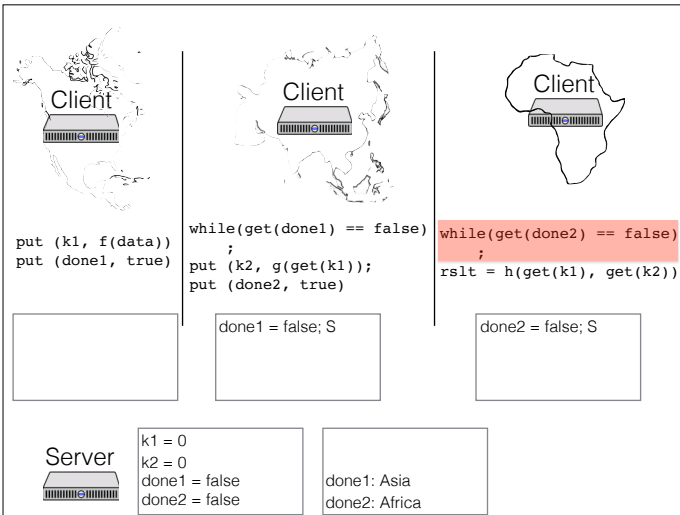 Client
Client
Client
put (k1, f(data))
put (done1, true)
while(get(done1) == false)
;
put (k2, g(get(k1));
put (done2, true)
while(get(done2) == false)
;
rslt = h(get(k1), get(k2))
done1 = false; S
done2 = false; S
Server
k1 = 0
k2 = 0
done1 = false
done2 = false
done1: Asia
done2: Africa